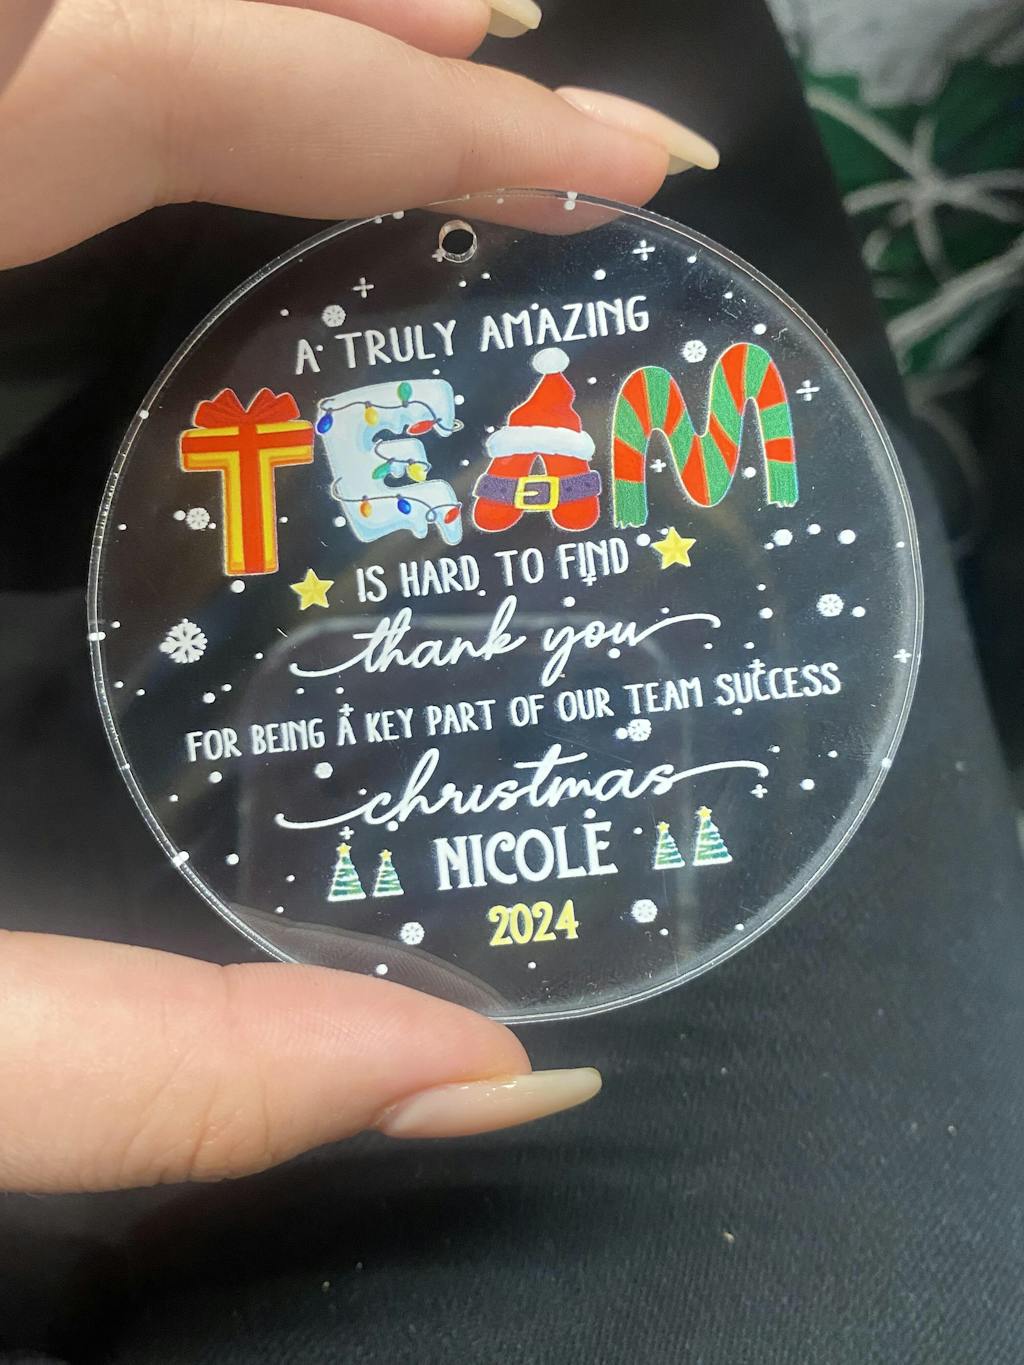 A TRULY AMAZING
TEAM
IS HARD TO FIND
thank you
FOR BEING A KEY PART OF OUR TEAM SUCCESS
christmas
NICOLE
2024